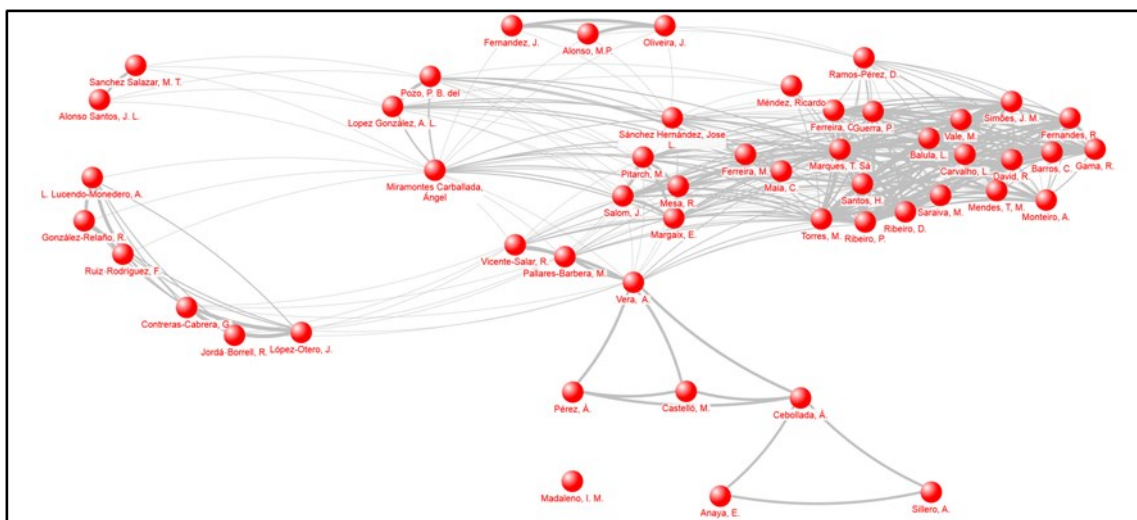 Fernandez, J.
Alonso, M.P.
Oliveira, J.
Sanchez Salazar, M. T.
Alonso Santos, J. L.
Pozo, P. B. del
Lopez González, A. L.
Ramos-Pérez, D.
Méndez, Ricardo
Ferreira, C.
Guerra, P.
Vale, M.
Simões, J. M.
Fernandes, R.
Sánchez Hernández, Jose
L.
Marques, T. Sá
Balula, L.
Carvalho, L.
David, R.
Barros, C.
Gama, R.
Pitarch, M.
Ferreira, M.
Maia, C.
Miramontes Carballada,
Ángel
L. Lucendo-Monedero, A.
Salom, J.
Mesa, R.
Santos, H.
Saraiva, M.
Mendes, T, M.
Monteiro, A.
González-Relaño, R.
Margaix, E.
Torres, M.
Ribeiro, P.
Ribeiro, D.
Ruiz-Rodríguez, F.
Vicente-Salar, R.
Pallares-Barbera, M.
Vera, A.
Contreras-Cabrera, G.
Jordá-Borrell, R.
López-Otero, J.
Pérez, Á.
Castelló, M.
Cebollada, Á.
Madaleno, I. M.
Anaya, E.
Sillero, A.